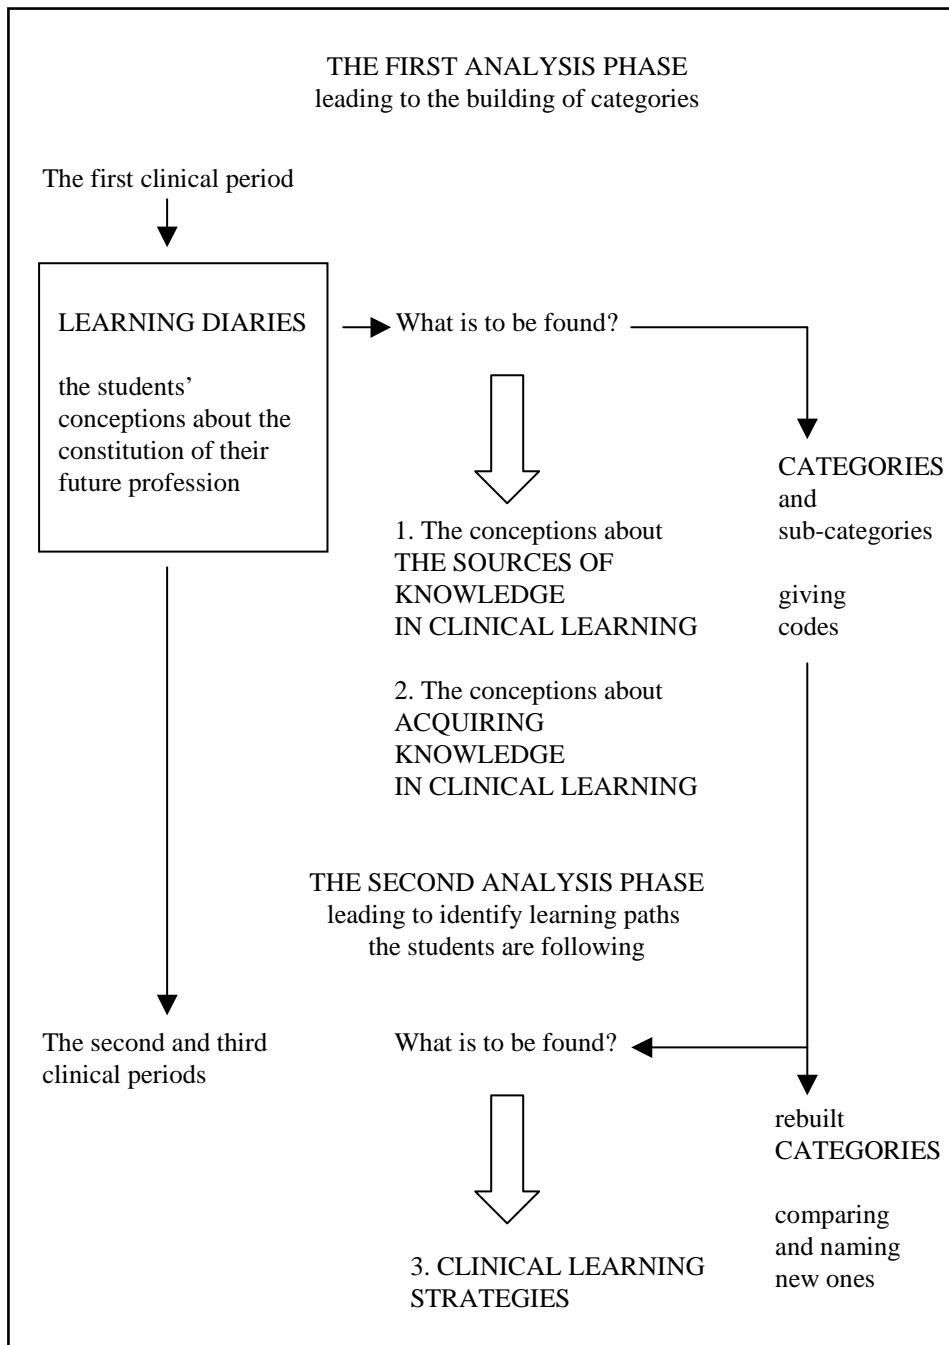 THE FIRST ANALYSIS PHASE
leading to the building of categories
The first clinical period
LEARNING DIARIES
the students’
conceptions about the
constitution of their
future profession
What is to be found?
1. The conceptions about
THE SOURCES OF
KNOWLEDGE
IN CLINICAL LEARNING
2. The conceptions about
ACQUIRING
KNOWLEDGE
IN CLINICAL LEARNING
CATEGORIES
and
sub-categories
giving
codes
THE SECOND ANALYSIS PHASE
leading to identify learning paths
the students are following
The second and third
clinical periods
What is to be found?
3. CLINICAL LEARNING
STRATEGIES
rebuilt
CATEGORIES
comparing
and naming
new ones